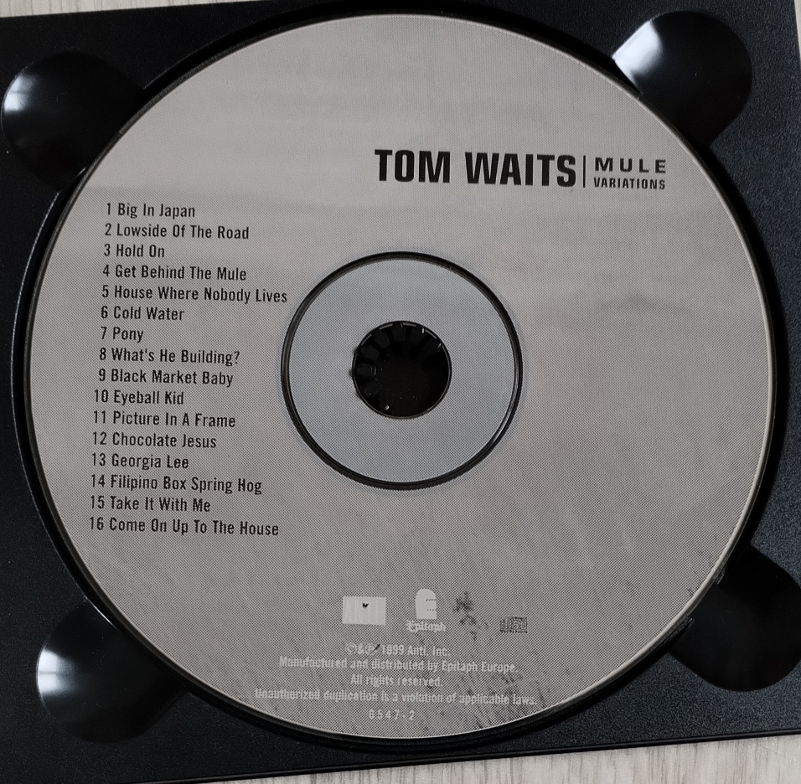 TOM WAITS | MULE VARIATIONS
1 Big In Japan
2 Lowside Of The Road
3 Hold On
4 Get Behind The Mule
5 House Where Nobody Lives
6 Cold Water
7 Pony
8 What's He Building?
9 Black Market Baby
10 Eyeball Kid
11 Picture In A Frame
12 Chocolate Jesus
13 Georgia Lee
14 Filipino Box Spring Hog
15 Take It With Me
16 Come On Up To The House
Epitaph
©&℗ 1999 Anti, Inc.
Manufactured and distributed by Epitaph Europe.
All rights reserved.
Unauthorized duplication is a violation of applicable laws.
0547-2